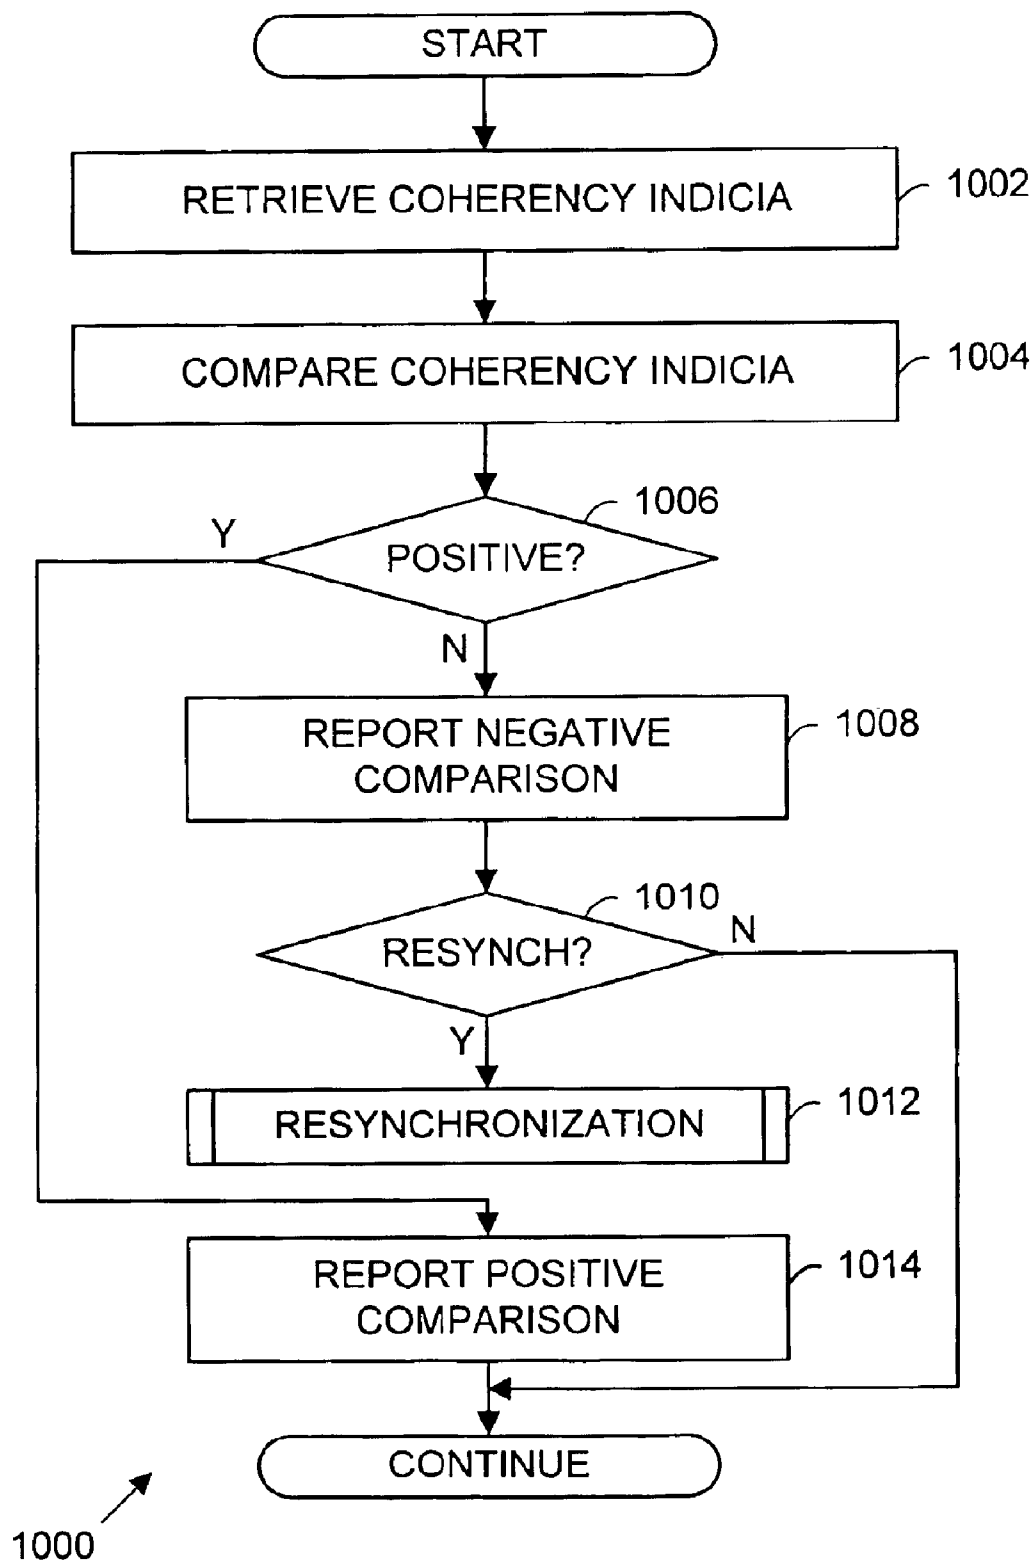 START
RETRIEVE COHERENCY INDICIA
1002
COMPARE COHERENCY INDICIA
1004
1006
Y
POSITIVE?
N
REPORT NEGATIVE
COMPARISON
1008
1010
N
RESYNCH?
Y
RESYNCHRONIZATION
1012
REPORT POSITIVE
COMPARISON
1014
CONTINUE
1000